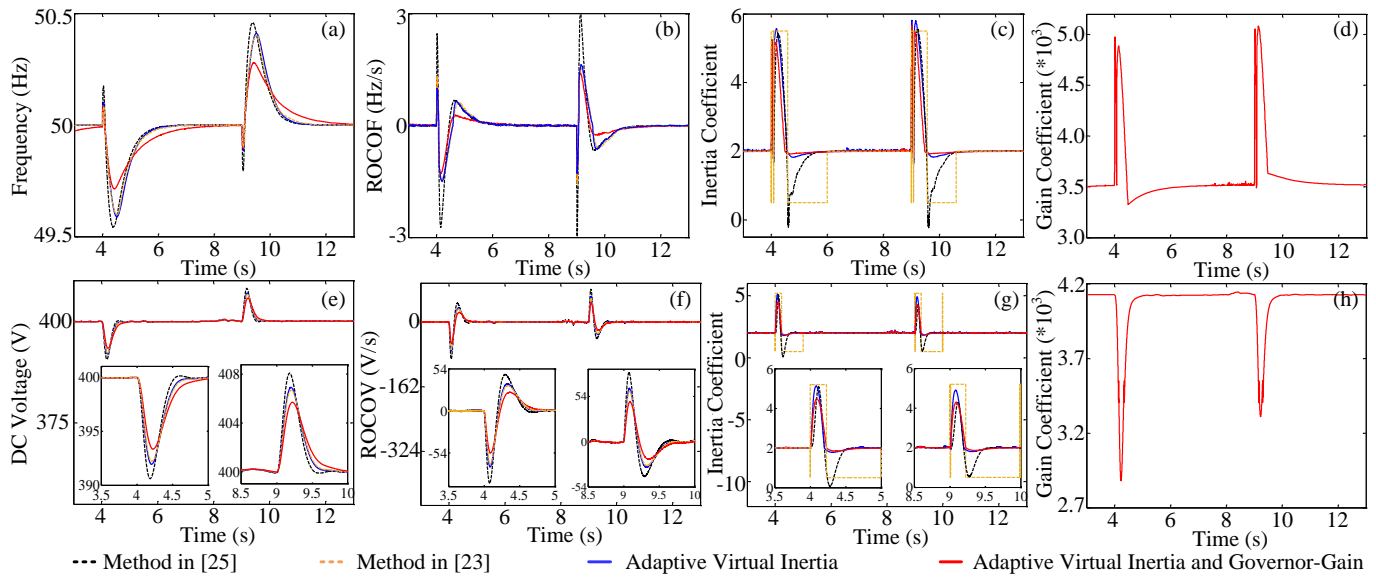 50.5
50
49.5
4 6 8 10 12
Time (s)
Frequency (Hz)
(a)
3
0
-3
4 6 8 10 12
Time (s)
ROCOF (Hz/s)
(b)
6
4
2
0
4 6 8 10 12
Time (s)
Inertia Coefficient
(c)
5.0
4.5
4.0
3.5
3.0
4 6 8 10 12
Time (s)
Gain Coefficient (*10³)
(d)
400
375
4 6 8 10 12
Time (s)
DC Voltage (V)
(e)
400
395
390
3.5 4 4.5 5
408
404
400
8.5 9 9.5 10
0
-162
-324
4 6 8 10 12
Time (s)
ROCOV (V/s)
(f)
54
0
-54
3.5 4 4.5 5
54
0
-54
8.5 9 9.5 10
5
0
-5
-10
4 6 8 10 12
Time (s)
Inertia Coefficient
(g)
6
4
2
0
3.5 4 4.5 5
6
4
2
0
8.5 9 9.5 10
4.2
3.7
3.2
2.7
4 6 8 10 12
Time (s)
Gain Coefficient (*10³)
(h)
Method in [25] Method in [23] Adaptive Virtual Inertia Adaptive Virtual Inertia and Governor-Gain